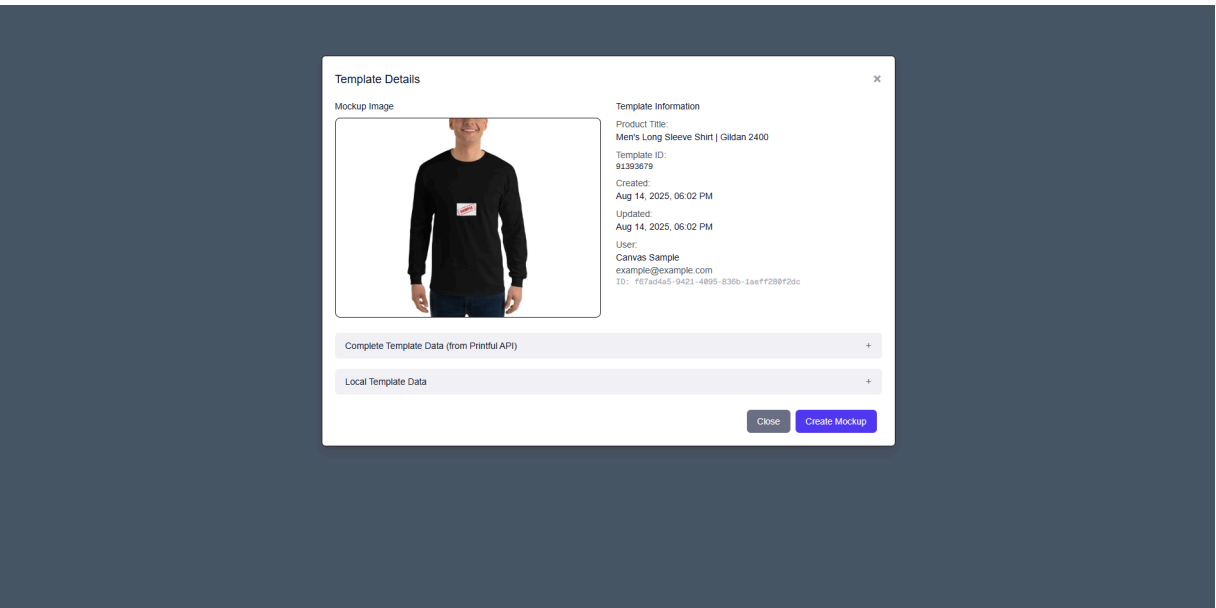 Template Details
×
Mockup Image
Template Information
Product Title:
Men's Long Sleeve Shirt | Gildan 2400
Template ID:
91393679
Created:
Aug 14, 2025, 06:02 PM
Updated:
Aug 14, 2025, 06:02 PM
User:
Canvas Sample
example@example.com
ID: f67ad4a5-9421-4095-836b-1aeff280f2dc
Complete Template Data (from Printful API)
+
Local Template Data
+
Close
Create Mockup